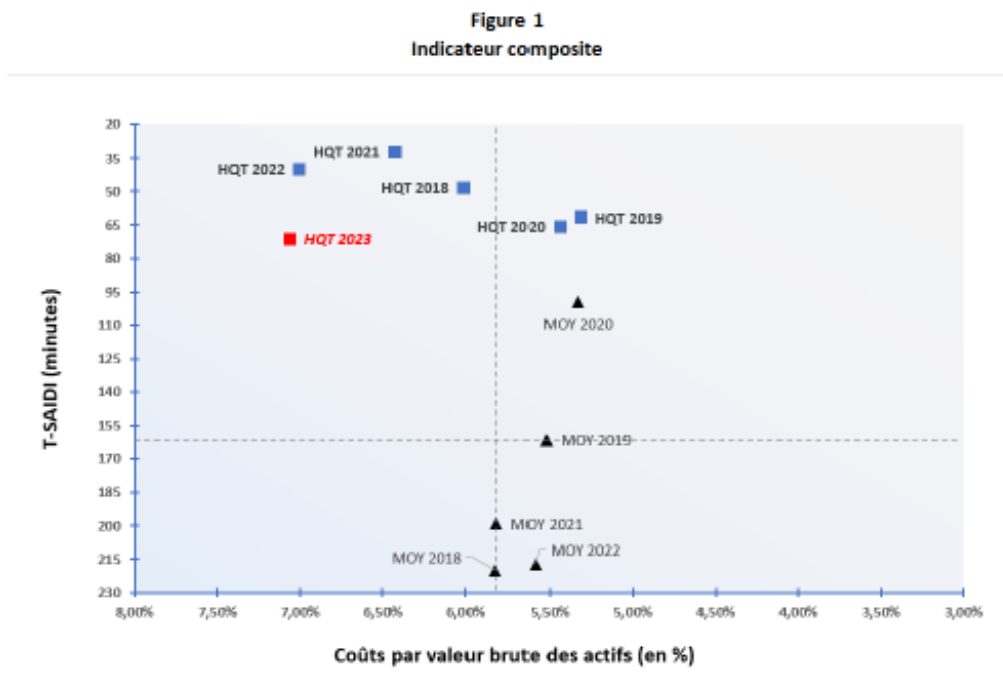 Figure 1
Indicateur composite
T-SAIDI (minutes)
20
35
50
65
80
95
110
125
140
155
170
185
200
215
230
HQT 2021
HQT 2022
HQT 2018
HQT 2020
HQT 2019
HQT 2023
MOY 2020
MOY 2019
MOY 2021
MOY 2018
MOY 2022
8,00% 7,50% 7,00% 6,50% 6,00% 5,50% 5,00% 4,50% 4,00% 3,50% 3,00%
Coûts par valeur brute des actifs (en %)